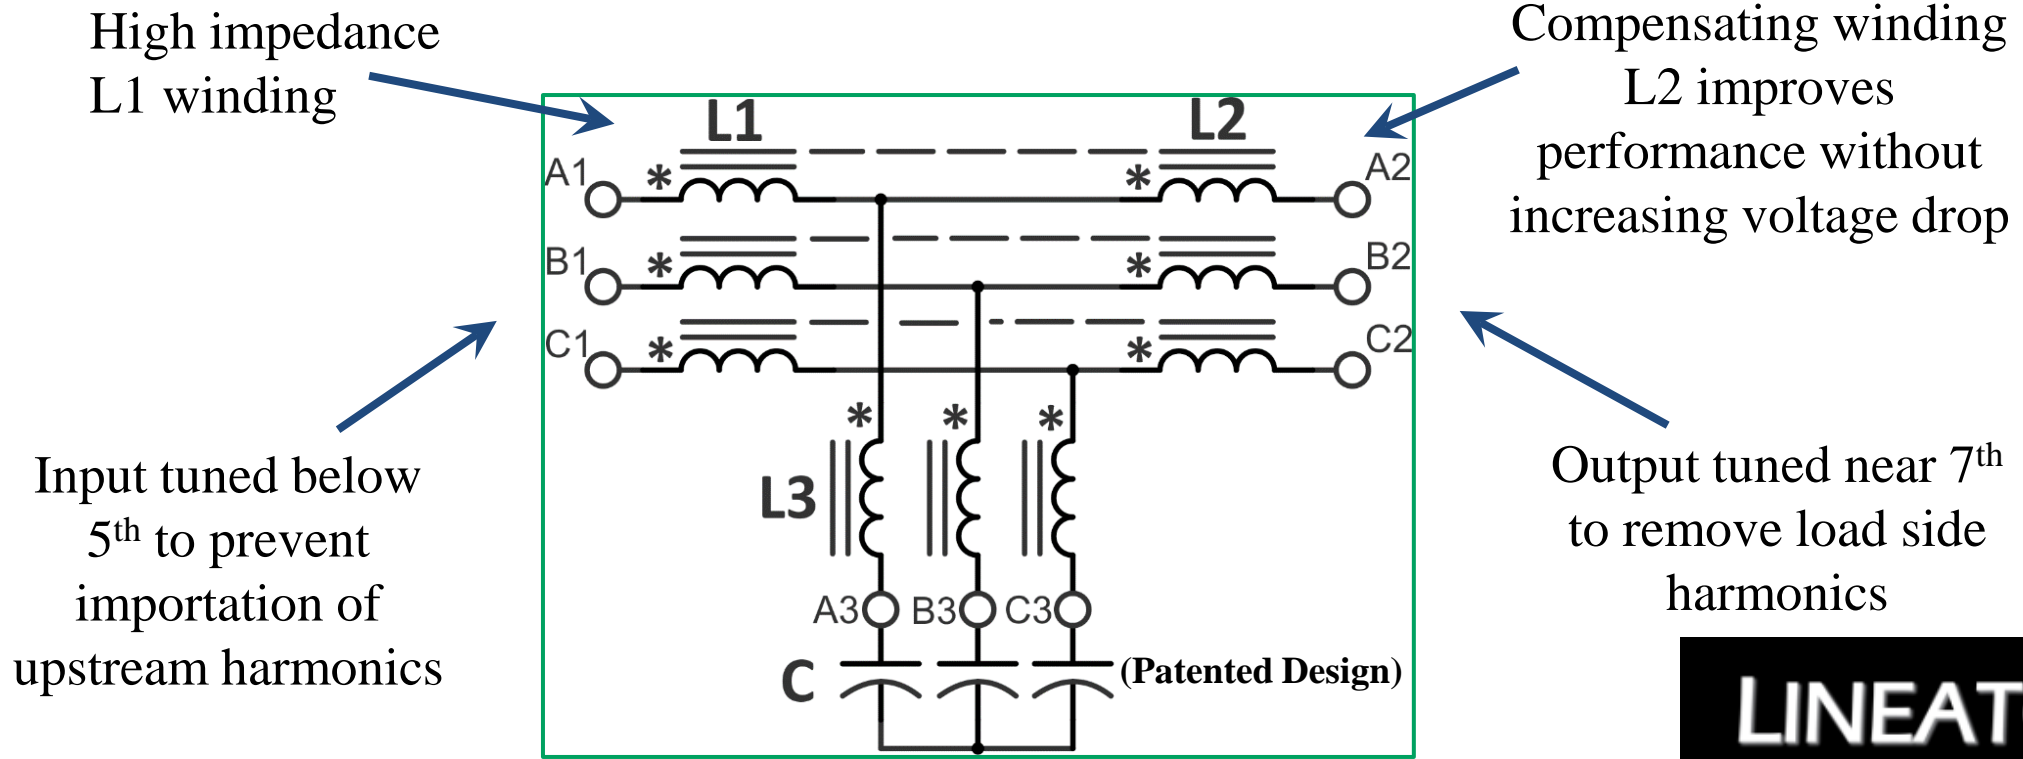 High impedance
L1 winding
Compensating winding
L2 improves
performance without
increasing voltage drop
L1
L2
A1
*
*
A2
B1
*
*
B2
C1
*
*
C2
*
*
*
L3
Input tuned below
5th to prevent
importation of
upstream harmonics
Output tuned near 7th
to remove load side
harmonics
A3
B3
C3
C
(Patented Design)
LINEAT